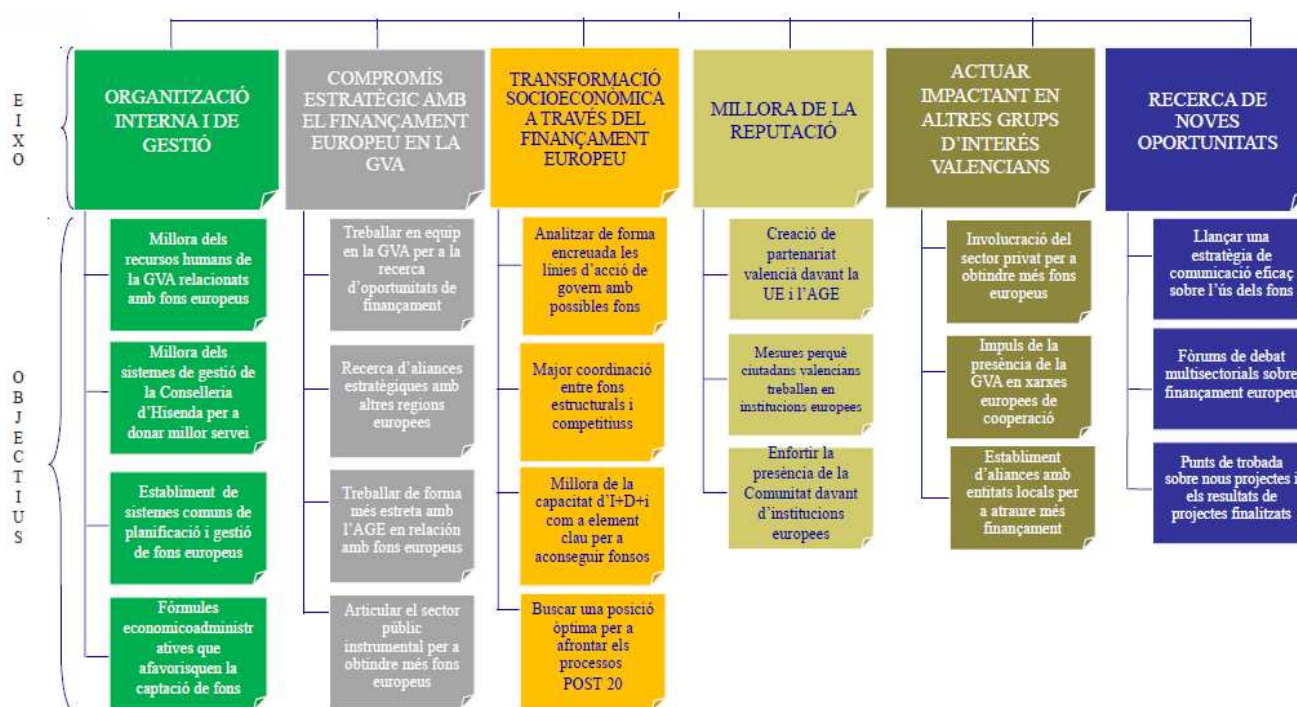 E
I
X
O
ORGANITZACIÓ
INTERNA I DE
GESTIÓ
COMPROMÍS
ESTRATÈGIC AMB
EL FINANÇAMENT
EUROPEU EN LA
GVA
TRANSFORMACIÓ
SOCIOECONÓMICA
A TRAVÉS DEL
FINANÇAMENT
EUROPEU
MILLORA DE LA
REPUTACIÓ
ACTUAR
IMPACTANT EN
ALTRES GRUPS
D'INTERÉS
VALENCIANS
RECERCA DE
NOVES
OPORTUNITATS
O
B
J
E
C
T
I
U
S
Millora dels
recursos humans de
la GVA relacionats
amb fons europeus
Millora dels
sistemes de gestió de
la Conselleria
d'Hisenda per a
donar millor servei
Establiment de
sistemes comuns de
planificació i gestió
de fons europeus
Fórmules
economicoadministr
atives que
afavorisquen la
captació de fons
Treballar en equip
en la GVA per a la
recerca
d'oportunitats de
finançament
Recerca d'aliances
estratègiques amb
altres regions
europees
Treballar de forma
més estreta amb
l'AGE en relación
amb fons europeus
Articular el sector
públic
instrumental per a
obtindre més fons
europeus
Analitzar de forma
encreuada les
línies d'acció de
govern amb
possibles fons
Major coordinació
entre fons
estructurals i
competitiuss
Millora de la
capacitat d'I+D+i
com a element
clau per a
aconseguir fonsos
Buscar una posició
òptima per a
afrontar els
processos
POST 20
Creació de
partenariat
valencià davant la
UE i l'AGE
Mesures perquè
ciutadans valencians
treballen en
institucions europees
Enfortir la
presència de la
Comunitat davant
d'institucions
europees
Involucració del
sector privat per a
obtindre més fons
europeus
Impuls de la
presència de la
GVA en xarxes
europees de
cooperació
Establiment
d'aliances amb
entitats locals per
a atraure més
finançament
Llançar una
estratègia de
comunicació eficaç
sobre l'ús dels fons
Fòrums de debat
multisectorials sobre
finançament europeu
Punts de trobada
sobre nous projectes i
els resultats de
projectes finalitzats